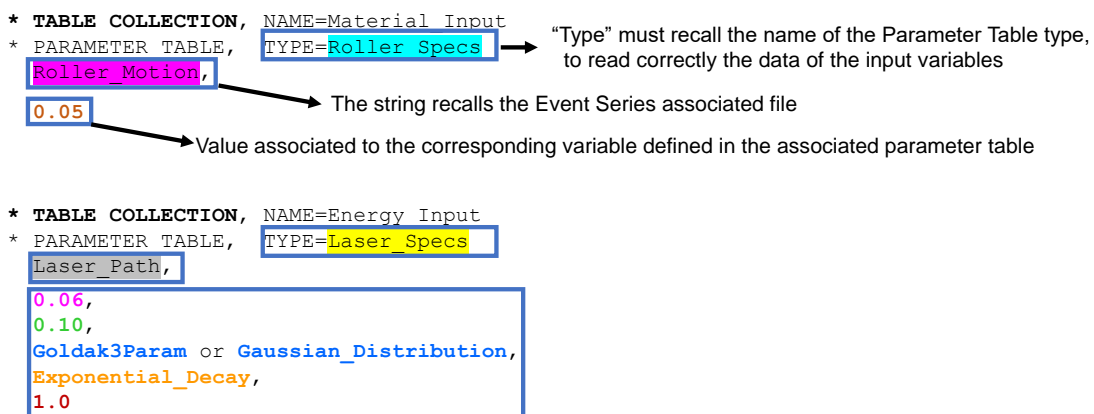 * TABLE COLLECTION, NAME=Material_Input
* PARAMETER TABLE, TYPE=Roller_Specs
“Type” must recall the name of the Parameter Table type,
to read correctly the data of the input variables
Roller_Motion,
The string recalls the Event Series associated file
0.05
Value associated to the corresponding variable defined in the associated parameter table
* TABLE COLLECTION, NAME=Energy_Input
* PARAMETER TABLE, TYPE=Laser_Specs
Laser_Path,
0.06,
0.10,
Goldak3Param or Gaussian_Distribution,
Exponential_Decay,
1.0